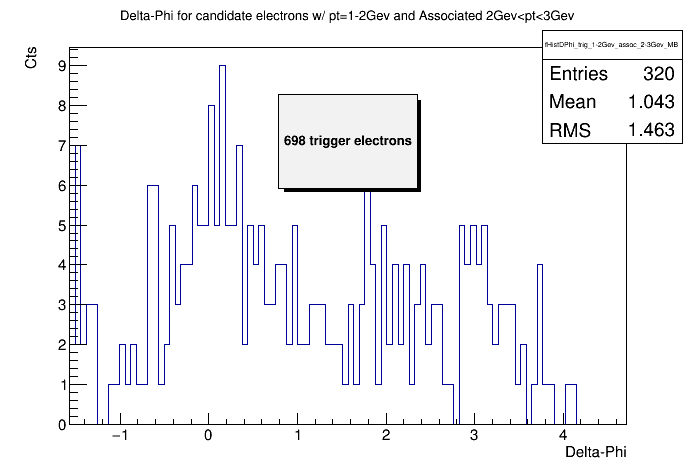 Delta-Phi for candidate electrons w/ pt=1-2Gev and Associated 2Gev<pt<3Gev
fHistDPhi_trig_1-2Gev_assoc_2-3Gev_MB
Entries 320
Mean 1.043
RMS 1.463
Cts
698 trigger electrons
9
8
7
6
5
4
3
2
1
0
−1 0 1 2 3 4
Delta-Phi